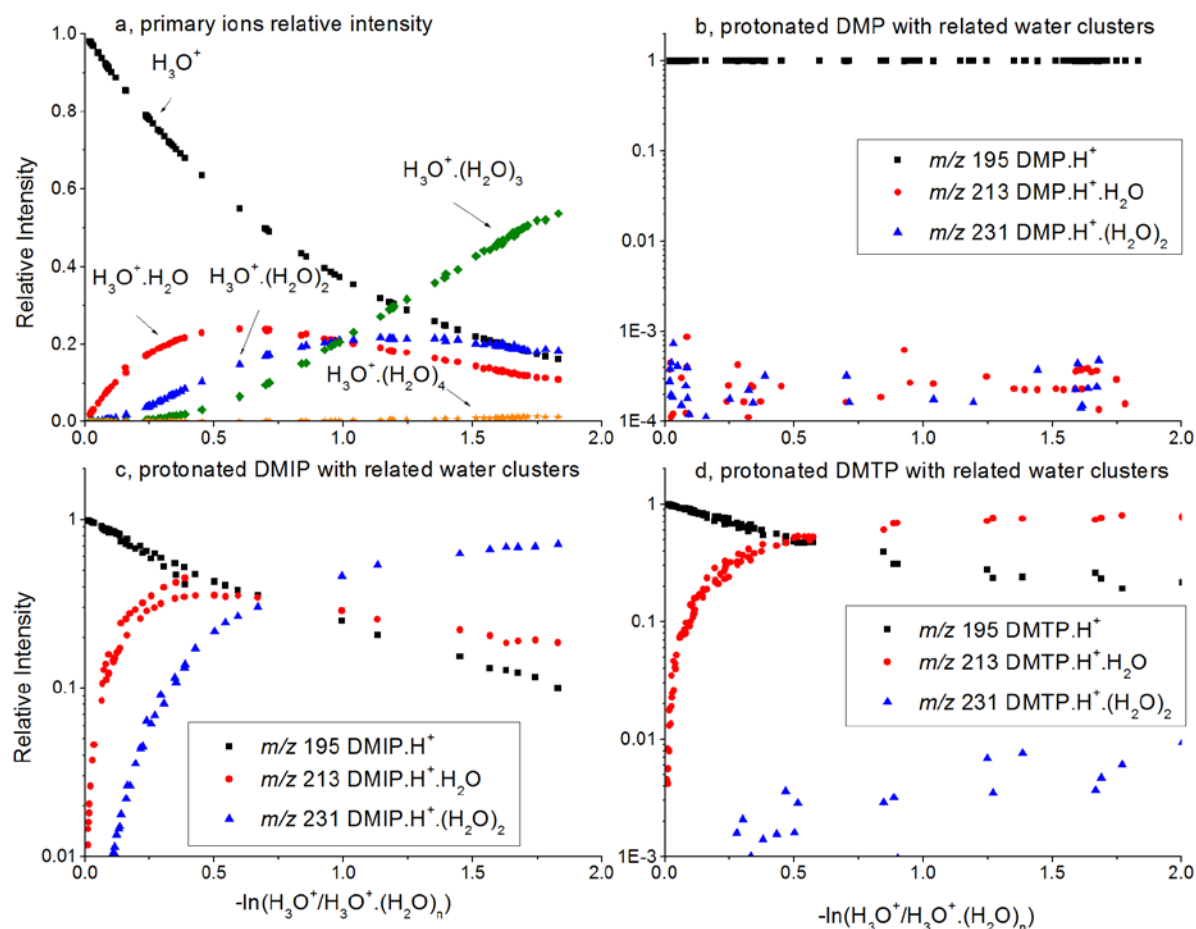 a, primary ions relative intensity
Relative Intensity
1.0
0.8
0.6
0.4
0.2
0.0
H₃O⁺
H₃O⁺.(H₂O)₃
H₃O⁺.H₂O
H₃O⁺.(H₂O)₂
H₃O⁺.(H₂O)₄
0.0 0.5 1.0 1.5 2.0
b, protonated DMP with related water clusters
1
0.1
0.01
1E-3
1E-4
m/z 195 DMP.H⁺
m/z 213 DMP.H⁺.H₂O
m/z 231 DMP.H⁺.(H₂O)₂
0.0 0.5 1.0 1.5 2.0
c, protonated DMIP with related water clusters
Relative Intensity
1
0.1
0.01
m/z 195 DMIP.H⁺
m/z 213 DMIP.H⁺.H₂O
m/z 231 DMIP.H⁺.(H₂O)₂
0.0 0.5 1.0 1.5 2.0
-ln(H₃O⁺/H₃O⁺.(H₂O)ₙ)
d, protonated DMTP with related water clusters
1
0.1
0.01
1E-3
m/z 195 DMTP.H⁺
m/z 213 DMTP.H⁺.H₂O
m/z 231 DMTP.H⁺.(H₂O)₂
0.0 0.5 1.0 1.5 2.0
-ln(H₃O⁺/H₃O⁺.(H₂O)ₙ)